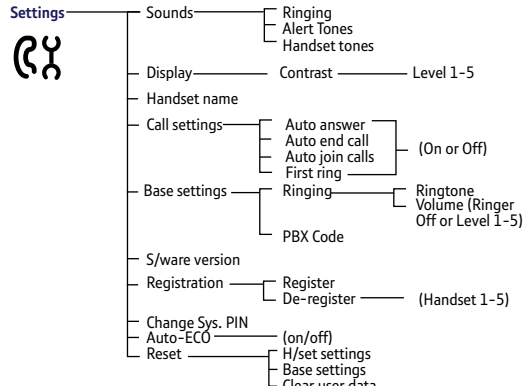 Settings
Sounds
Ringing
Alert Tones
Handset tones
Display
Contrast
Level 1-5
Handset name
Call settings
Auto answer
Auto end call
Auto join calls
First ring
(On or Off)
Base settings
Ringing
Ringtone
Volume (Ringer
Off or Level 1-5)
PBX Code
S/ware version
Registration
Register
De-register
(Handset 1-5)
Change Sys. PIN
Auto-ECO
(on/off)
Reset
H/set settings
Base settings
Clear user data